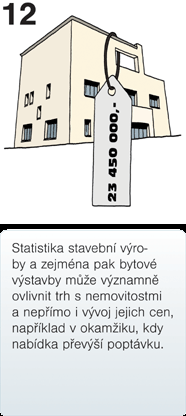 12
23 450 000,-
Statistika stavební výro-
by a zejména pak bytové
výstavby může významně
ovlivnit trh s nemovitostmi
a nepřímo i vývoj jejich cen,
například v okamžiku, kdy
nabídka převýší poptávku.